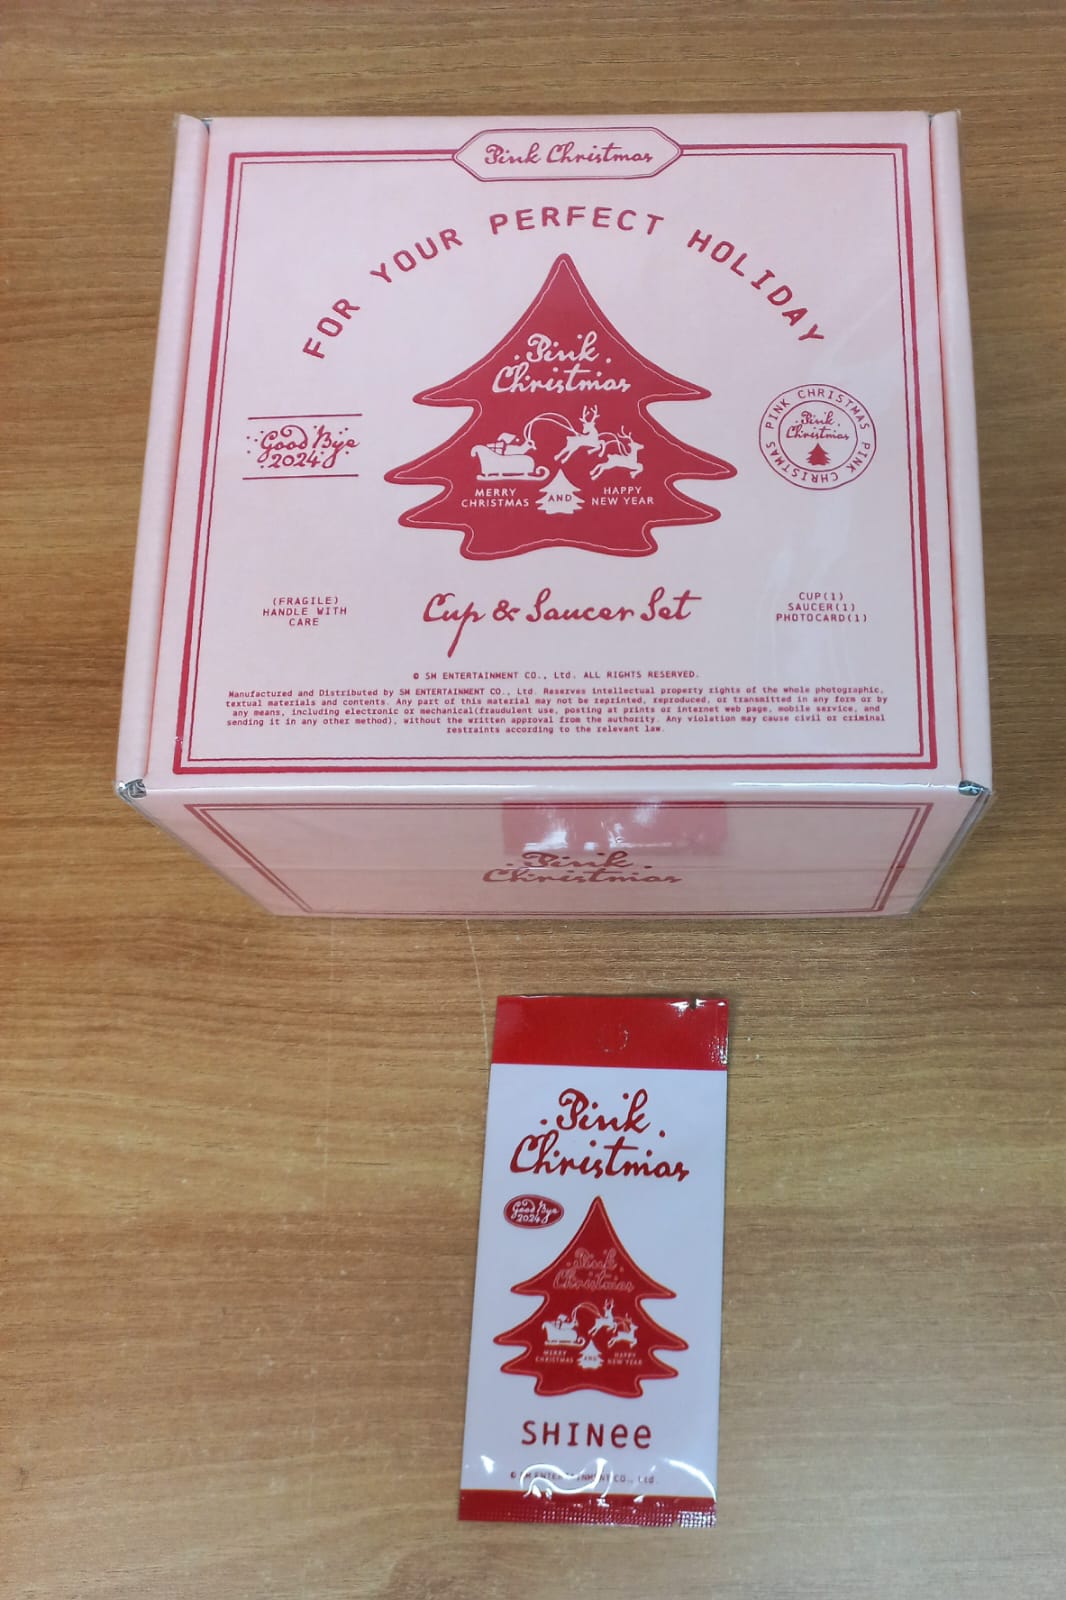 Pink Christmas
FOR YOUR PERFECT HOLIDAY
Pink
Christmas
MERRY
CHRISTMAS
AND
HAPPY
NEW YEAR
Good Bye
2024
PINK CHRISTMAS PINK CHRISTMAS
Pink
Christmas
(FRAGILE)
HANDLE WITH
CARE
Cup & Saucer Set
CUP(1)
SAUCER(1)
PHOTOCARD(1)
© SM ENTERTAINMENT CO., Ltd. ALL RIGHTS RESERVED.
Manufactured and Distributed by SM ENTERTAINMENT CO., Ltd. Reserves intellectual property rights of the whole photographic,
textual materials and contents. Any part of this material may not be reprinted, reproduced, or transmitted in any form or by
any means, including electronic or mechanical(fraudulent use, posting at prints or internet web page, mobile service, and
sending it in any other method), without the written approval from the authority. Any violation may cause civil or criminal
restraints according to the relevant law.
Pink
Christmas
Pink
Christmas
Good Bye
2024
Pink
Christmas
MERRY
CHRISTMAS
AND
HAPPY
NEW YEAR
SHINee
© SM ENTERTAINMENT CO., Ltd.